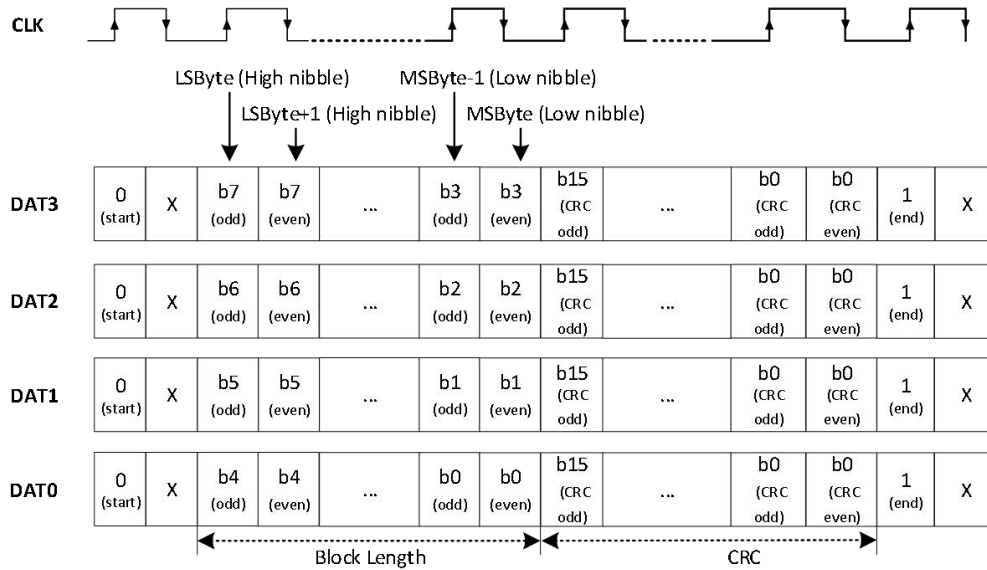 CLK
LSByte (High nibble)
MSByte-1 (Low nibble)
LSByte+1 (High nibble)
MSByte (Low nibble)
DAT3
0 (start)
X
b7 (odd)
b7 (even)
...
b3 (odd)
b3 (even)
b15 (CRC odd)
...
b0 (CRC odd)
b0 (CRC even)
1 (end)
X
DAT2
0 (start)
X
b6 (odd)
b6 (even)
...
b2 (odd)
b2 (even)
b15 (CRC odd)
...
b0 (CRC odd)
b0 (CRC even)
1 (end)
X
DAT1
0 (start)
X
b5 (odd)
b5 (even)
...
b1 (odd)
b1 (even)
b15 (CRC odd)
...
b0 (CRC odd)
b0 (CRC even)
1 (end)
X
DAT0
0 (start)
X
b4 (odd)
b4 (even)
...
b0 (odd)
b0 (even)
b15 (CRC odd)
...
b0 (CRC odd)
b0 (CRC even)
1 (end)
X
Block Length
CRC